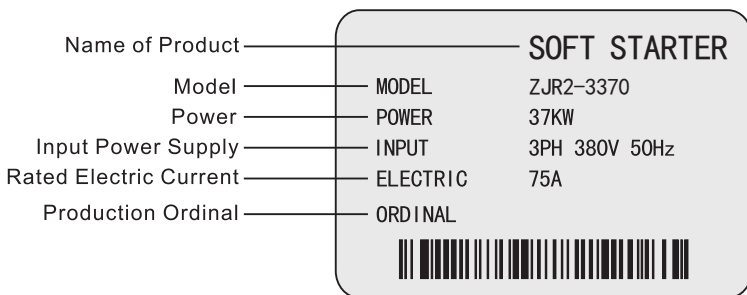 Name of Product SOFT STARTER
Model MODEL ZJR2-3370
Power POWER 37KW
Input Power Supply INPUT 3PH 380V 50Hz
Rated Electric Current ELECTRIC 75A
Production Ordinal ORDINAL